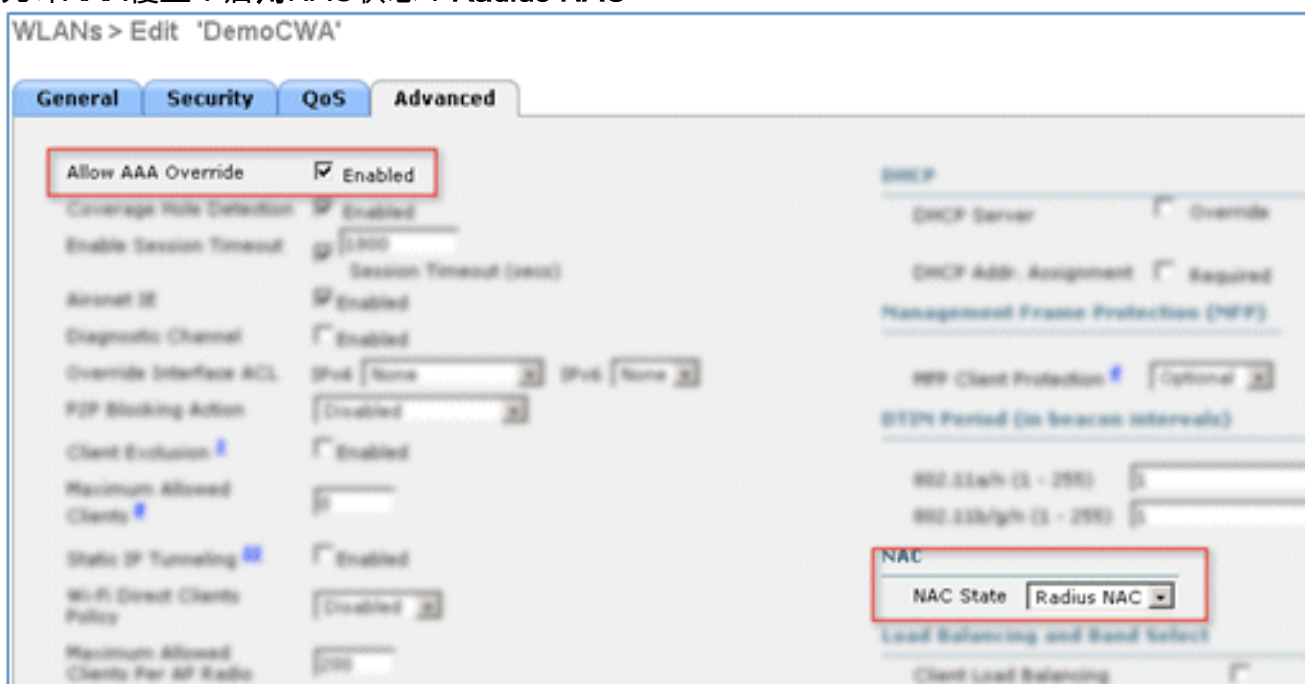 AAA NAC Radius NAC
WLANs > Edit 'DemoCWA'
General Security QoS Advanced
Allow AAA Override Enabled
Coverage Hole Detection Enabled
Enable Session Timeout 1800
Session Timeout (secs)
Aironet IE Enabled
Diagnostic Channel Enabled
Override Interface ACL IPv4 None IPv6 None
P2P Blocking Action Disabled
Client Exclusion Enabled
Maximum Allowed
Clients 0
Static IP Tunneling Enabled
Wi-Fi Direct Clients
Policy Disabled
Maximum Allowed
Clients Per AP Radio 200
DHCP
DHCP Server Override
DHCP Addr. Assignment Required
Management Frame Protection (MFP)
MFP Client Protection Optional
DTIM Period (in beacon intervals)
802.11a/n (1 - 255) 1
802.11b/g/n (1 - 255) 1
NAC
NAC State Radius NAC
Load Balancing and Band Select
Client Load Balancing